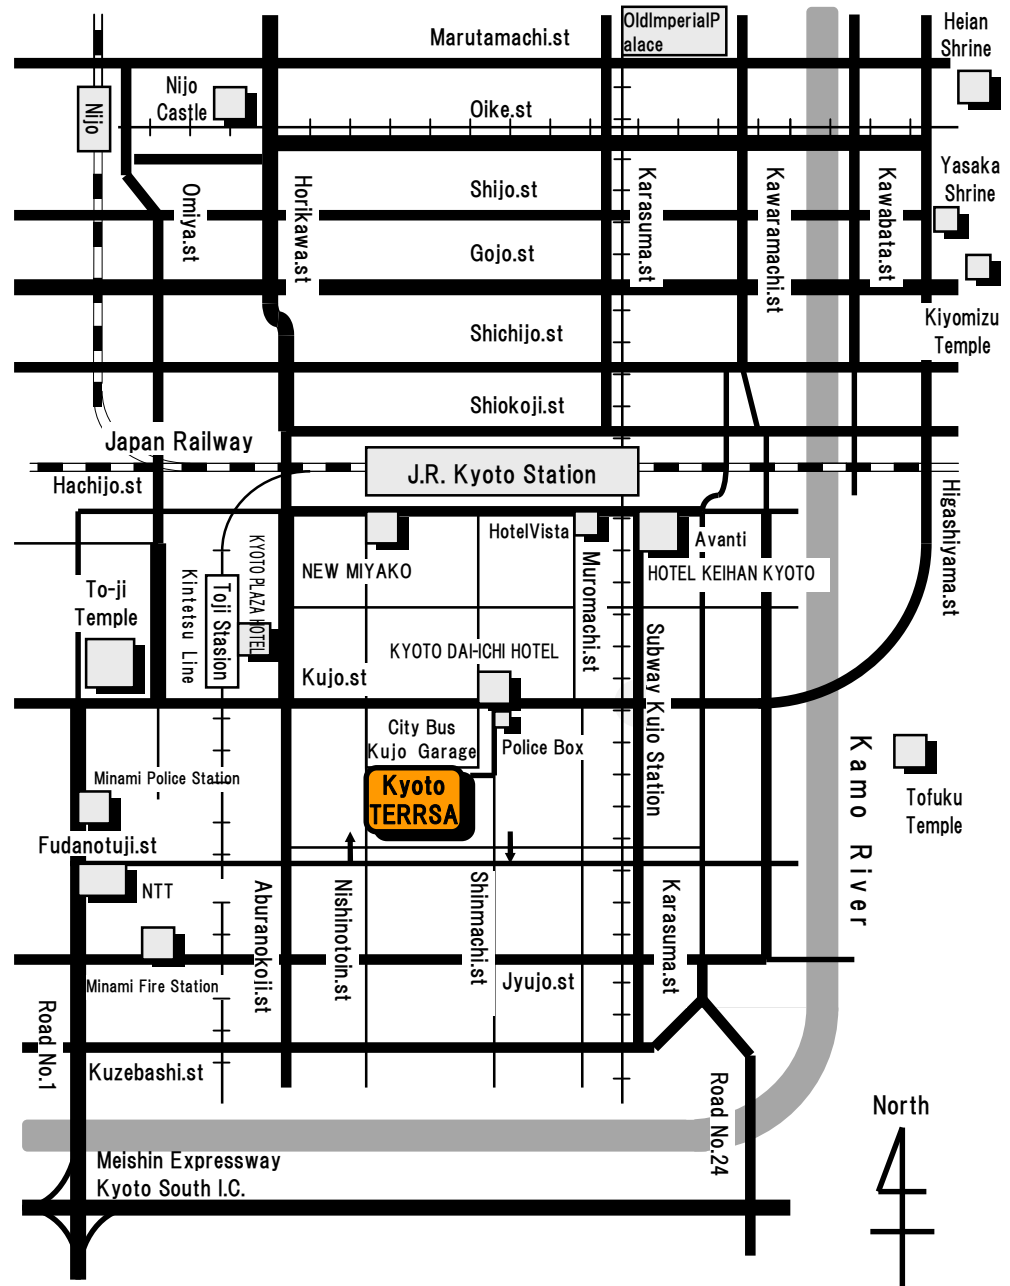 Marutamachi.st
OldImperialP
alace
Heian
Shrine
Nijo
Castle
Nijo
Oike.st
Yasaka
Shrine
Omiya.st
Horikawa.st
Shijo.st
Karasuma.st
Kawaramachi.st
Kawabata.st
Gojo.st
Kiyomizu
Temple
Shichijo.st
Shiokoji.st
Japan Railway
J.R. Kyoto Station
Hachijo.st
Higashiyama.st
HotelVista
Avanti
KYOTO PLAZA HOTEL
NEW MIYAKO
Muromachi.st
HOTEL KEIHAN KYOTO
To-ji
Temple
Kintetsu Line
Toji Stasion
Subway Kujo Station
KYOTO DAI-ICHI HOTEL
Kujo.st
City Bus
Kujo Garage
Police Box
Kamo River
Minami Police Station
Kyoto
TERRSA
Tofuku
Temple
Fudanotuji.st
NTT
Aburanokoji.st
Nishinotoin.st
Shinmachi.st
Karasuma.st
Minami Fire Station
Jyujo.st
Road No.1
Kuzebashi.st
Road No.24
North
Meishin Expressway
Kyoto South I.C.